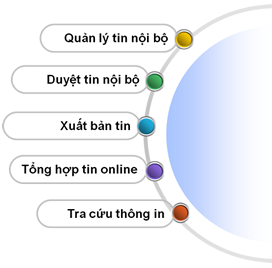 Quản lý tin nội bộ
Duyệt tin nội bộ
Xuất bản tin
Tổng hợp tin online
Tra cứu thông in